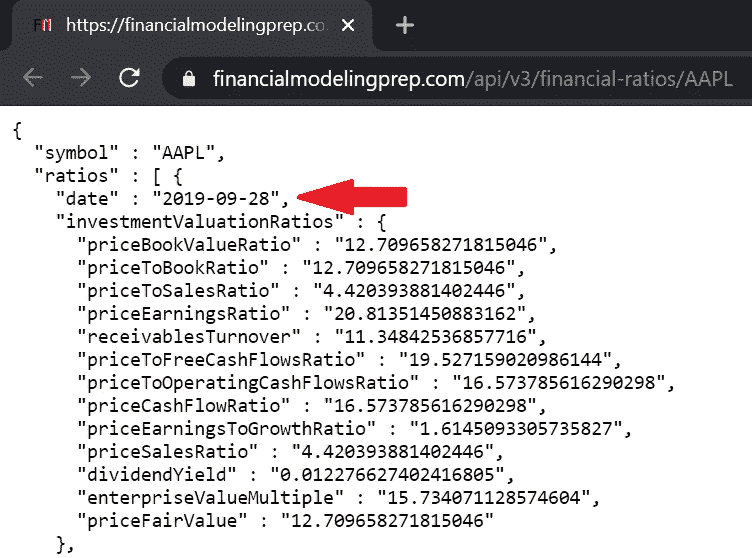 https://financialmodelingprep.co
financialmodelingprep.com/api/v3/financial-ratios/AAPL
{
"symbol" : "AAPL",
"ratios" : [ {
"date" : "2019-09-28",
"investmentValuationRatios" : {
"priceBookValueRatio" : "12.709658271815046",
"priceToBookRatio" : "12.709658271815046",
"priceToSalesRatio" : "4.420393881402446",
"priceEarningsRatio" : "20.81351450883162",
"receivablesTurnover" : "11.34842536857716",
"priceToFreeCashFlowsRatio" : "19.527159020986144",
"priceToOperatingCashFlowsRatio" : "16.573785616290298",
"priceCashFlowRatio" : "16.573785616290298",
"priceEarningsToGrowthRatio" : "1.6145093305735827",
"priceSalesRatio" : "4.420393881402446",
"dividendYield" : "0.012276627402416805",
"enterpriseValueMultiple" : "15.734071128574604",
"priceFairValue" : "12.709658271815046"
},